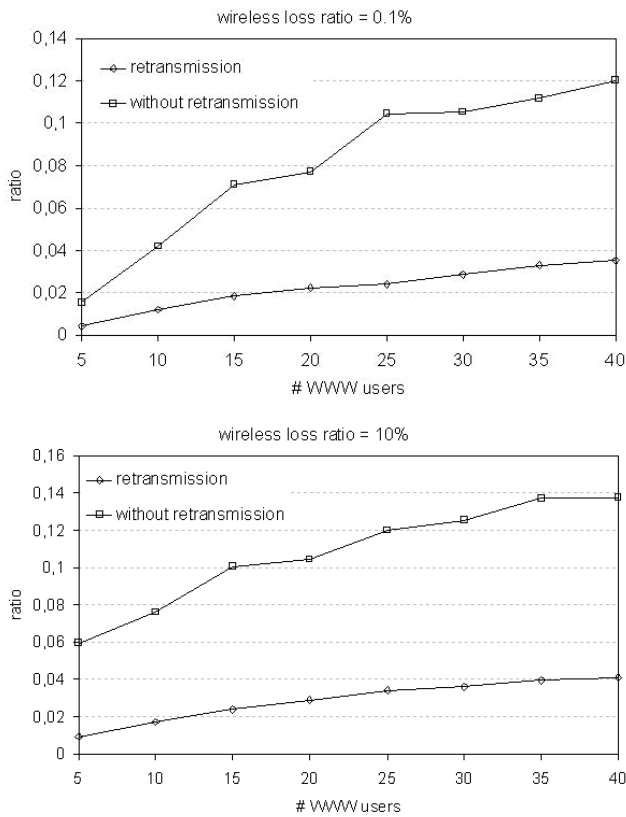 wireless loss ratio = 0.1%
0,14
0,12
0,1
0,08
0,06
0,04
0,02
0
ratio
retransmission
without retransmission
5 10 15 20 25 30 35 40
# WWW users
wireless loss ratio = 10%
0,16
0,14
0,12
0,1
0,08
0,06
0,04
0,02
0
ratio
retransmission
without retransmission
5 10 15 20 25 30 35 40
# WWW users